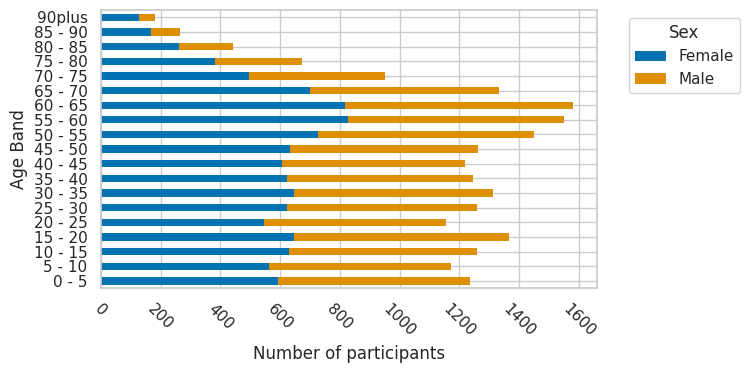 90plus
85 - 90
80 - 85
75 - 80
70 - 75
65 - 70
60 - 65
55 - 60
50 - 55
45 - 50
40 - 45
35 - 40
30 - 35
25 - 30
20 - 25
15 - 20
10 - 15
5 - 10
0 - 5
Age Band
0
200
400
600
800
1000
1200
1400
1600
Number of participants
Sex
Female
Male